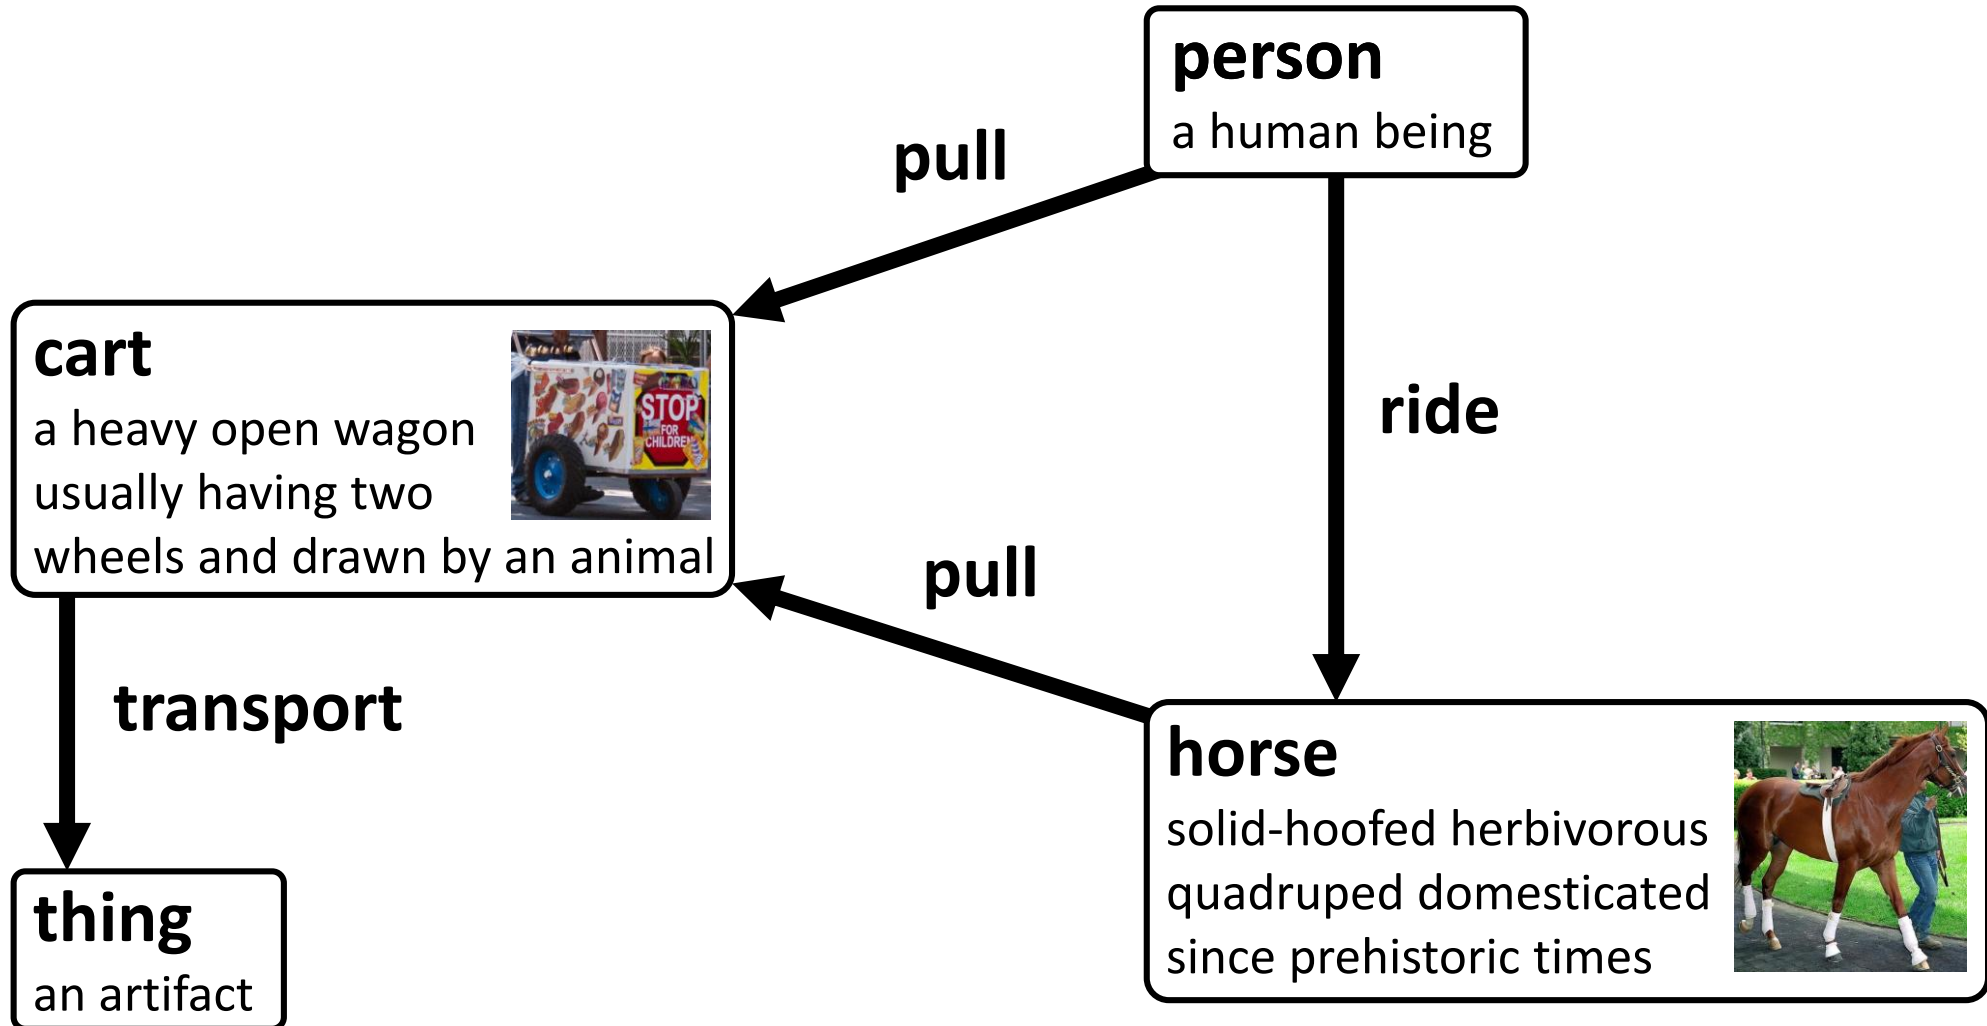 person
a human being
pull
cart
a heavy open wagon
usually having two
wheels and drawn by an animal
STOP
FOR
CHILDREN
ride
pull
transport
horse
solid-hoofed herbivorous
quadruped domesticated
since prehistoric times
thing
an artifact